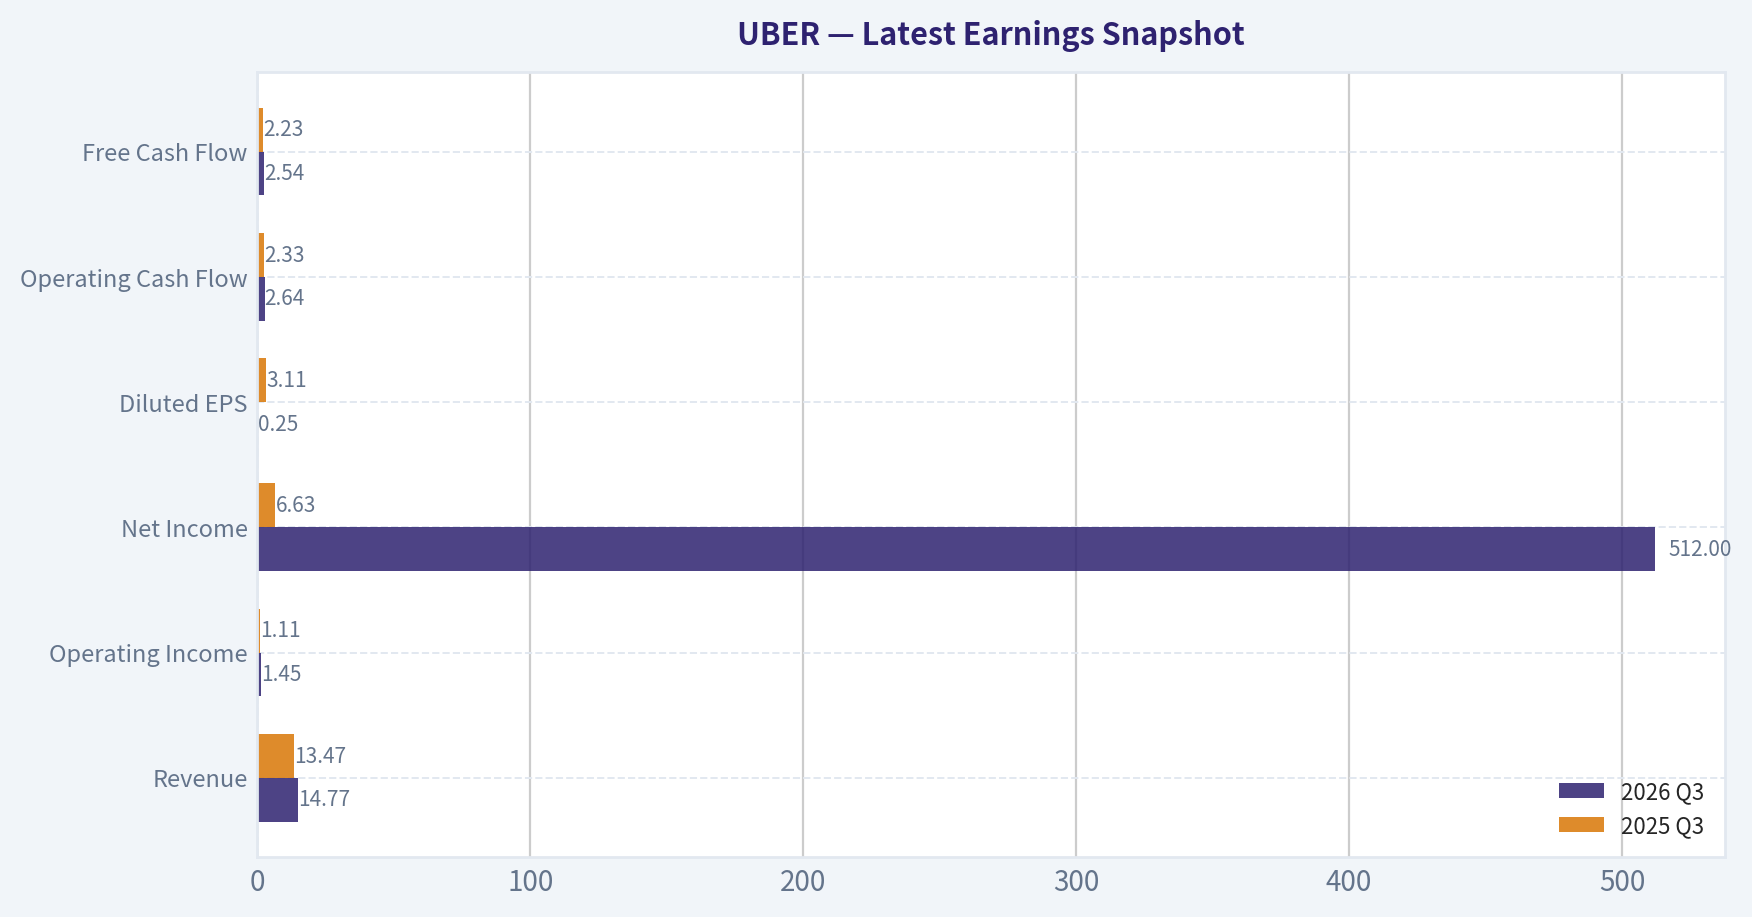 UBER — Latest Earnings Snapshot
Free Cash Flow
2.23
2.54
Operating Cash Flow
2.33
2.64
Diluted EPS
3.11
0.25
Net Income
6.63
512.00
Operating Income
1.11
1.45
Revenue
13.47
14.77
2026 Q3
2025 Q3
0 100 200 300 400 500